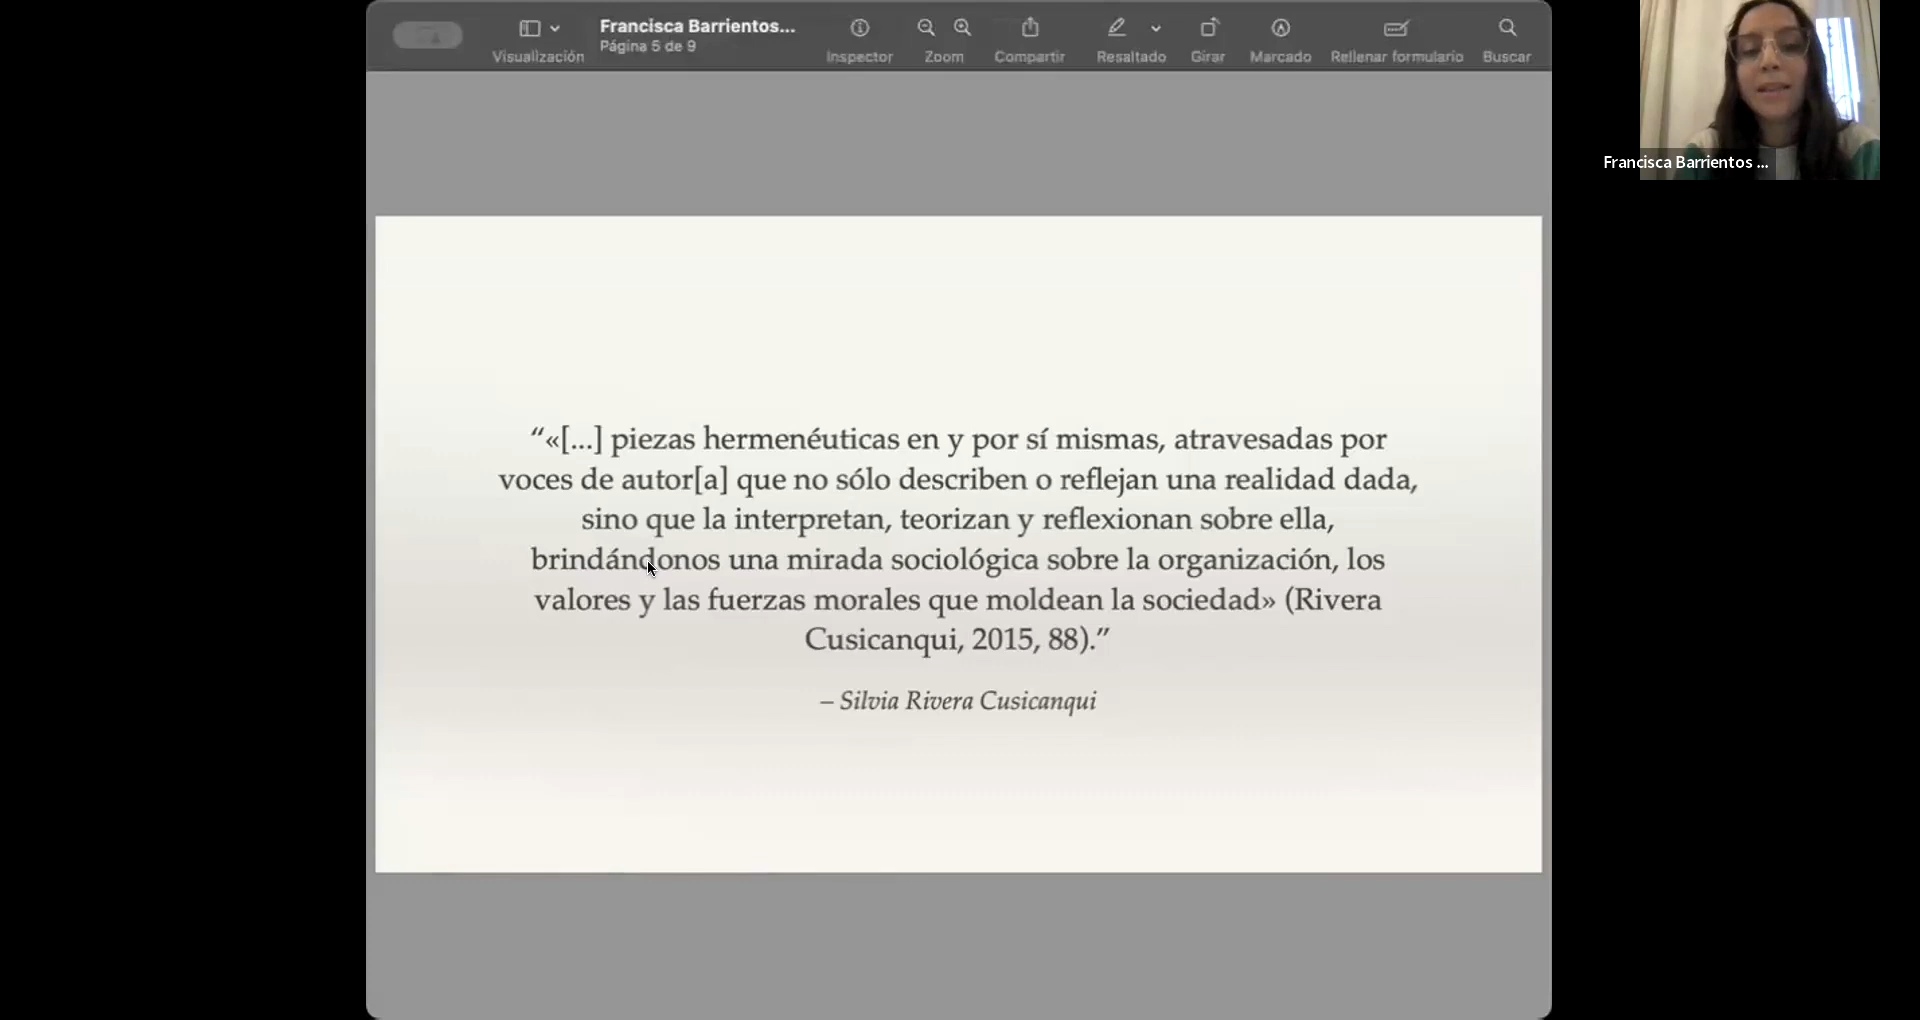 Francisca Barrientos...
Página 5 de 9
Visualización
Inspector
Zoom
Compartir
Resaltado
Girar
Marcado
Rellenar formulario
Buscar
Francisca Barrientos ...
“«[...] piezas hermenéuticas en y por sí mismas, atravesadas por
voces de autor[a] que no sólo describen o reflejan una realidad dada,
sino que la interpretan, teorizan y reflexionan sobre ella,
brindándonos una mirada sociológica sobre la organización, los
valores y las fuerzas morales que moldean la sociedad» (Rivera
Cusicanqui, 2015, 88).”
– Silvia Rivera Cusicanqui